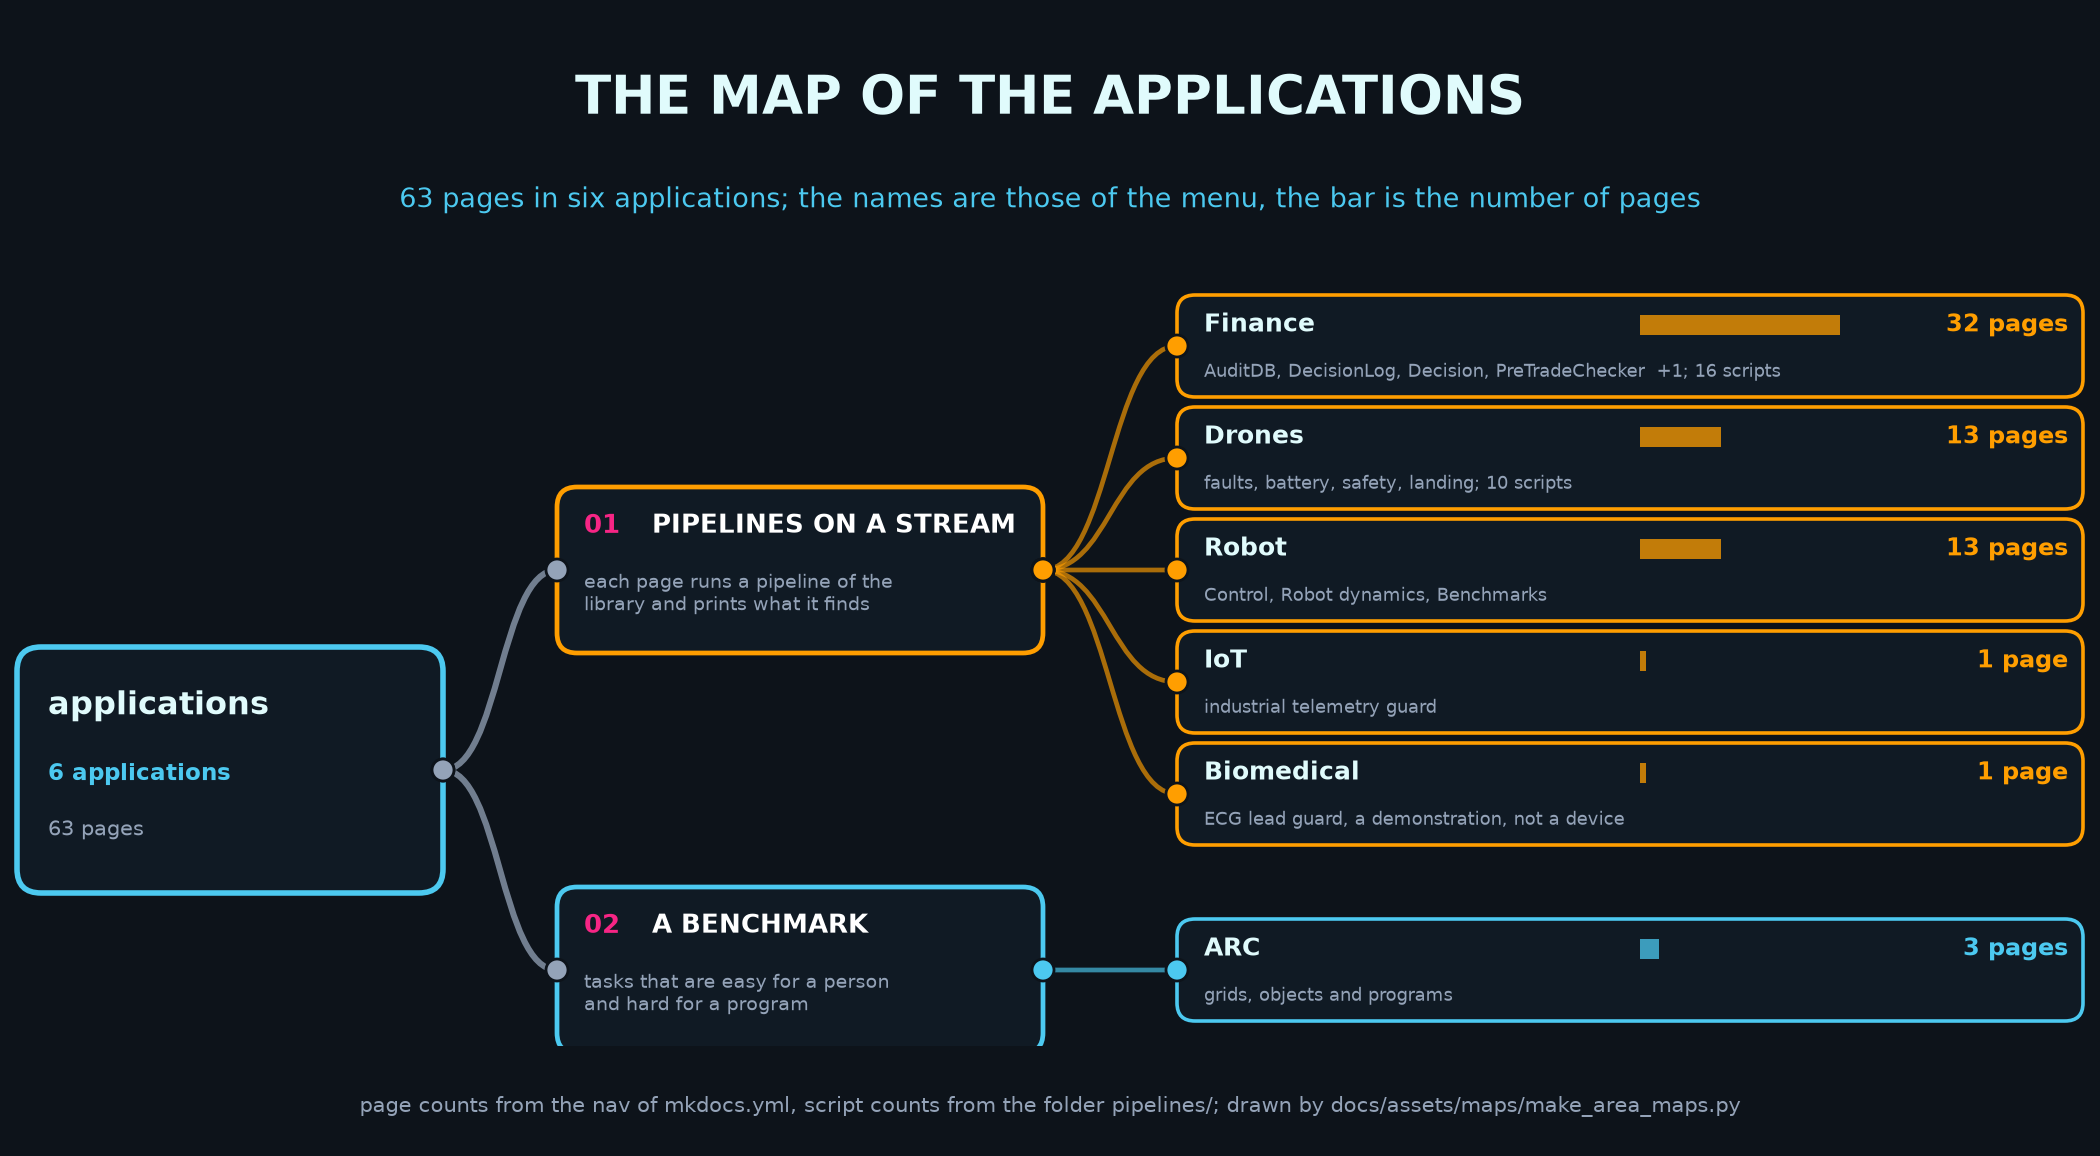 THE MAP OF THE APPLICATIONS
63 pages in six applications; the names are those of the menu, the bar is the number of pages
applications
6 applications
63 pages
01 PIPELINES ON A STREAM
each page runs a pipeline of the
library and prints what it finds
Finance 32 pages
AuditDB, DecisionLog, Decision, PreTradeChecker +1; 16 scripts
Drones 13 pages
faults, battery, safety, landing; 10 scripts
Robot 13 pages
Control, Robot dynamics, Benchmarks
IoT 1 page
industrial telemetry guard
Biomedical 1 page
ECG lead guard, a demonstration, not a device
02 A BENCHMARK
tasks that are easy for a person
and hard for a program
ARC 3 pages
grids, objects and programs
page counts from the nav of mkdocs.yml, script counts from the folder pipelines/; drawn by docs/assets/maps/make_area_maps.py